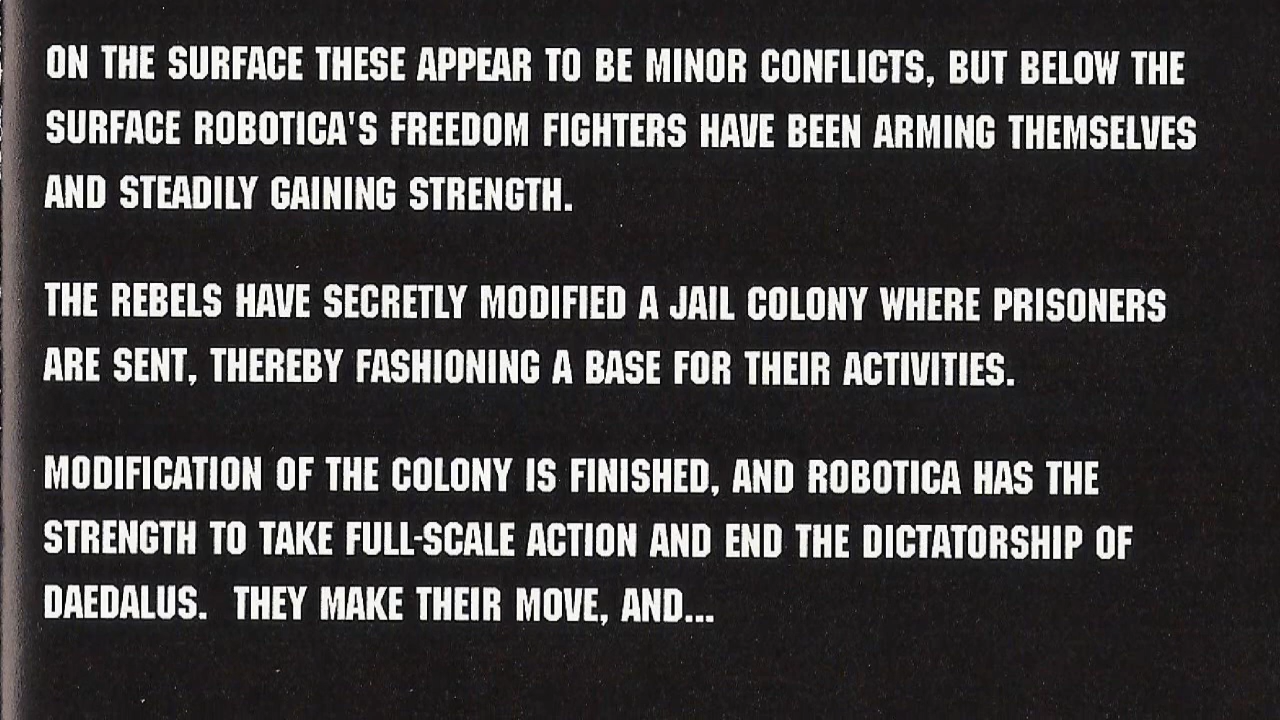 ON THE SURFACE THESE APPEAR TO BE MINOR CONFLICTS, BUT BELOW THE
SURFACE ROBOTICA'S FREEDOM FIGHTERS HAVE BEEN ARMING THEMSELVES
AND STEADILY GAINING STRENGTH.
THE REBELS HAVE SECRETLY MODIFIED A JAIL COLONY WHERE PRISONERS
ARE SENT, THEREBY FASHIONING A BASE FOR THEIR ACTIVITIES.
MODIFICATION OF THE COLONY IS FINISHED, AND ROBOTICA HAS THE
STRENGTH TO TAKE FULL-SCALE ACTION AND END THE DICTATORSHIP OF
DAEDALUS.  THEY MAKE THEIR MOVE, AND...